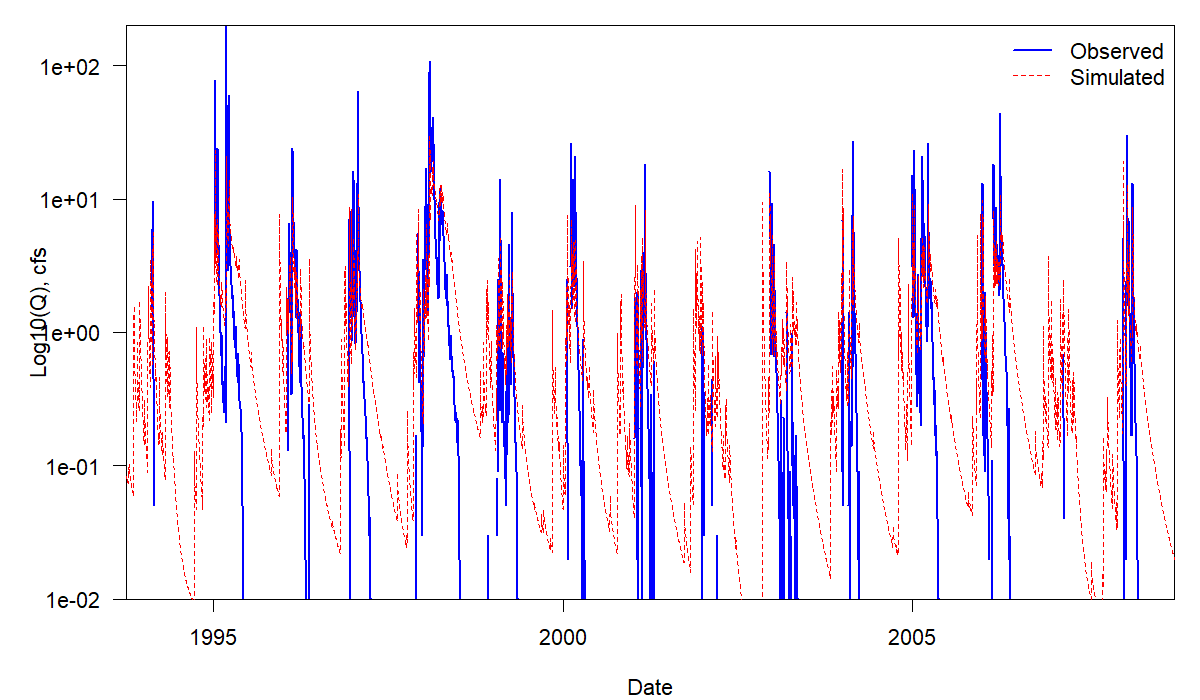 Observed
Simulated
1e+02
1e+01
1e+00
1e-01
1e-02
Log10(Q), cfs
1995
2000
2005
Date